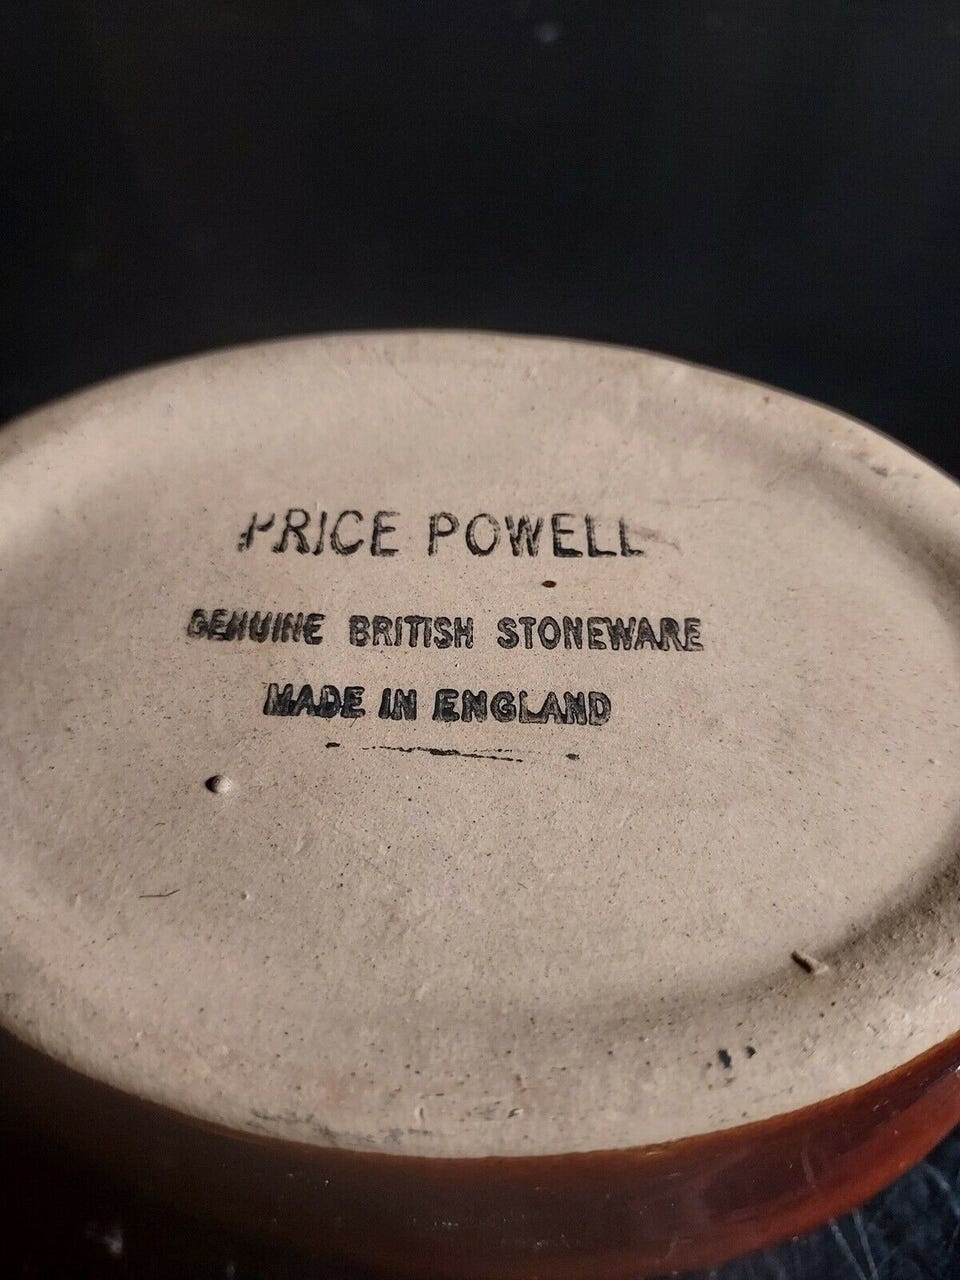 PRICE POWELL
GENUINE BRITISH STONEWARE
MADE IN ENGLAND